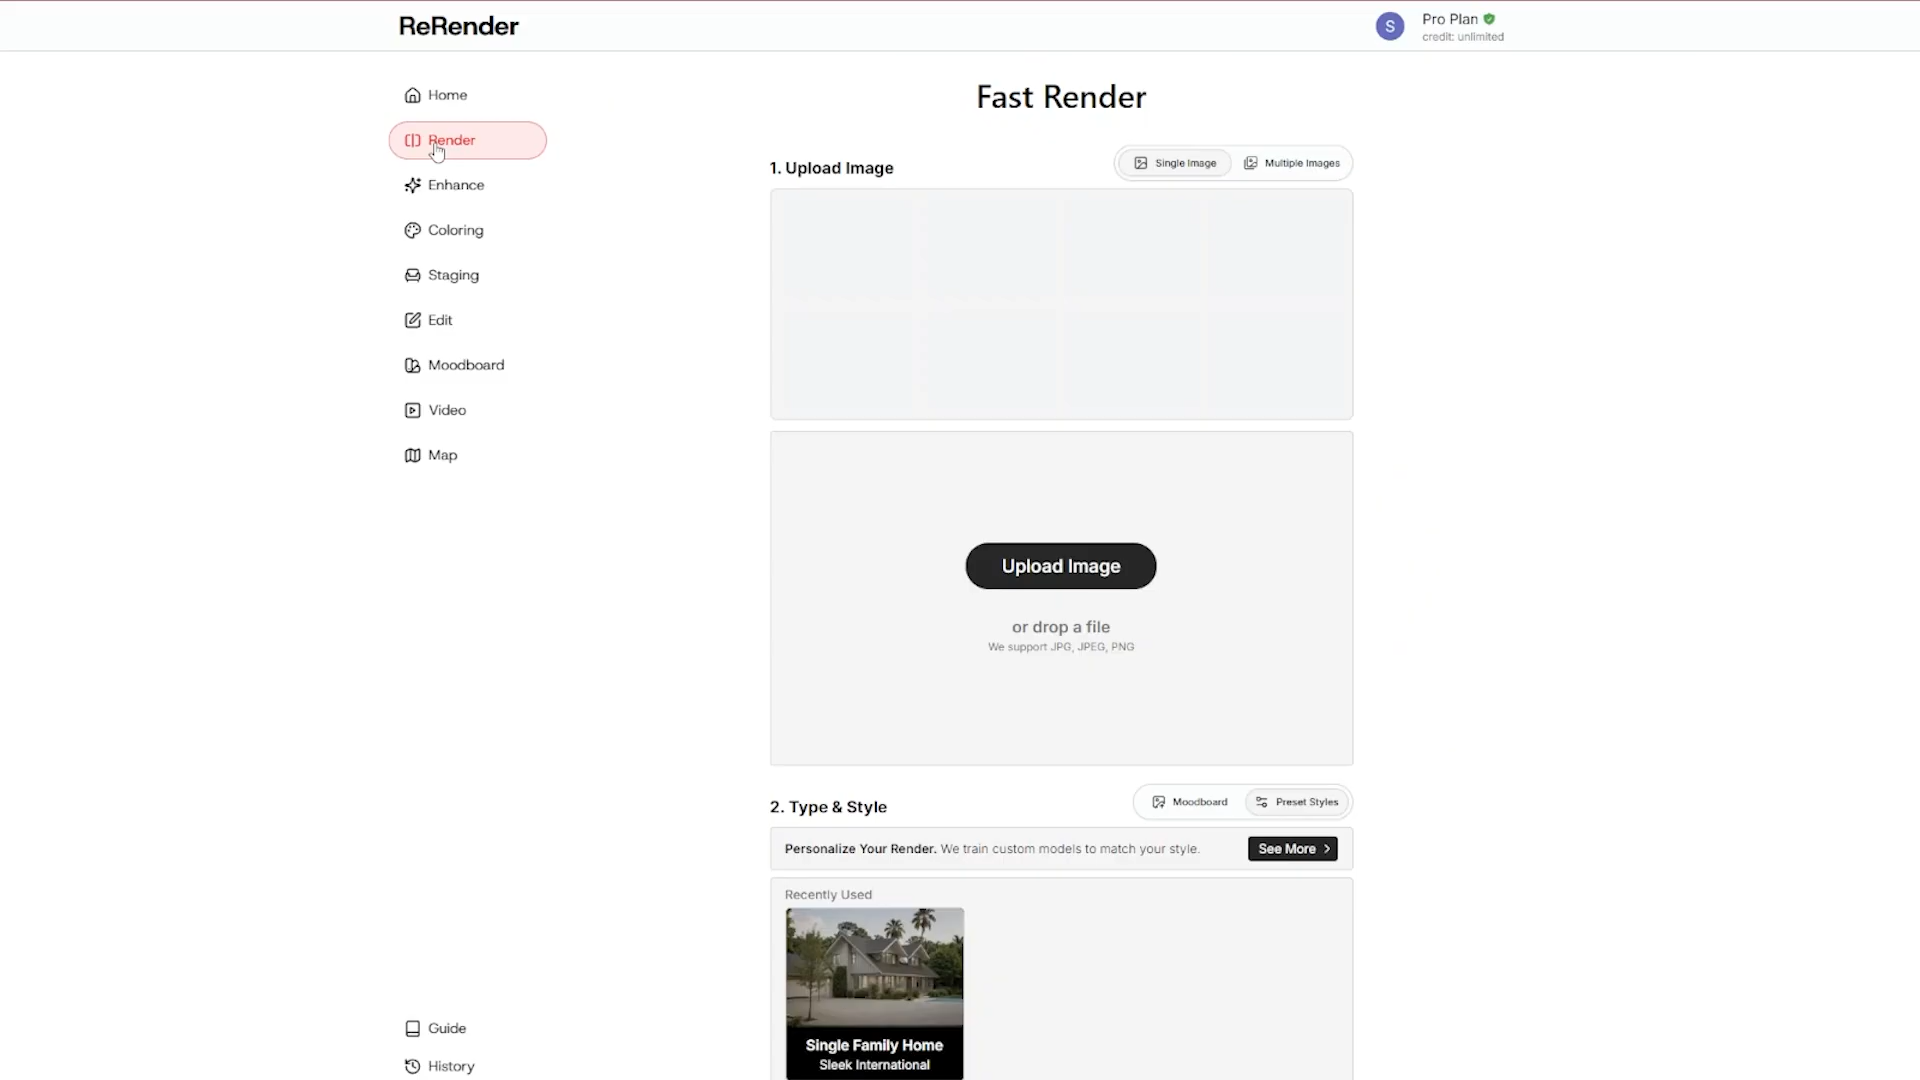 ReRender
S
Pro Plan
credit: unlimited
Home
Render
Enhance
Coloring
Staging
Edit
Moodboard
Video
Map
Guide
History
Fast Render
1. Upload Image
Single Image
Multiple Images
Upload Image
or drop a file
We support JPG, JPEG, PNG
2. Type & Style
Moodboard
Preset Styles
Personalize Your Render. We train custom models to match your style.
See More
Recently Used
Single Family Home
Sleek International